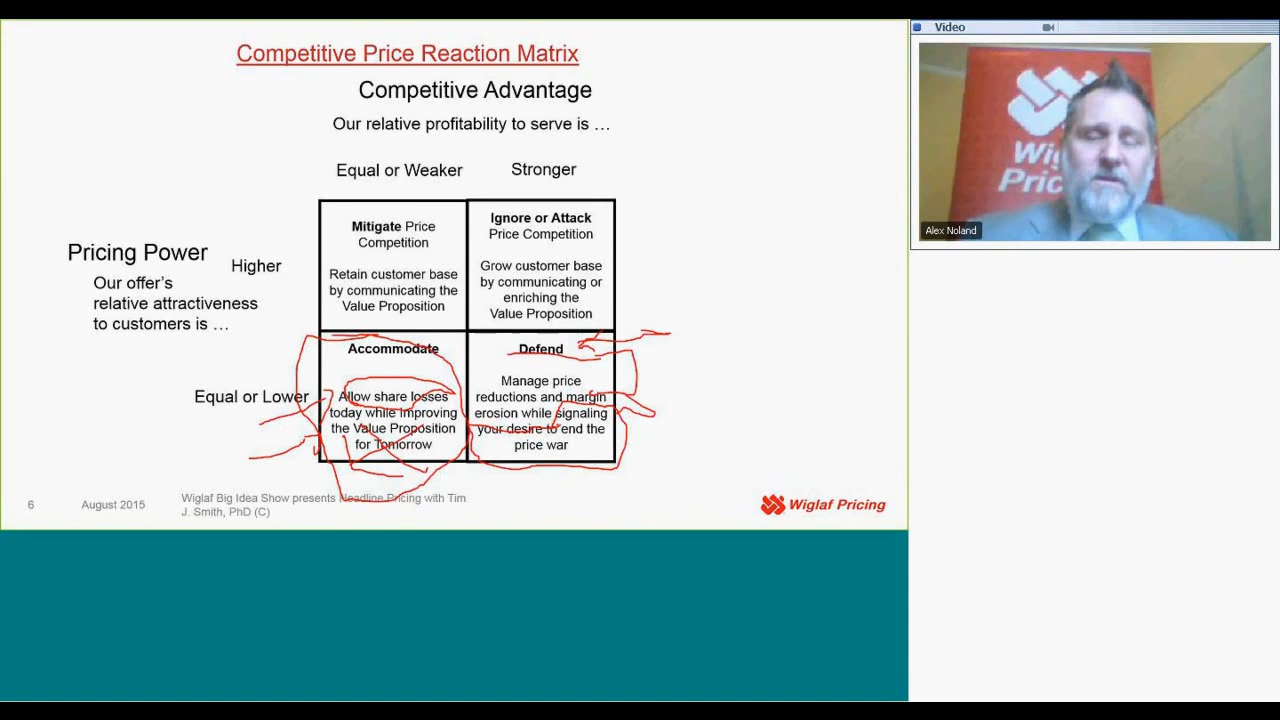 Competitive Price Reaction Matrix
Competitive Advantage
Our relative profitability to serve is …
Equal or Weaker
Stronger
Pricing Power
Our offer's
relative attractiveness
to customers is …
Higher
Mitigate Price
Competition
Retain customer base
by communicating the
Value Proposition
Ignore or Attack
Price Competition
Grow customer base
by communicating or
enriching the
Value Proposition
Equal or Lower
Accommodate
Allow share losses
today while improving
the Value Proposition
for Tomorrow
Defend
Manage price
reductions and margin
erosion while signaling
your desire to end the
price war
6
August 2015
Wiglaf Big Idea Show presents Headline Pricing with Tim
J. Smith, PhD (C)
Wiglaf Pricing
Video
Wig
Pric
Alex Noland